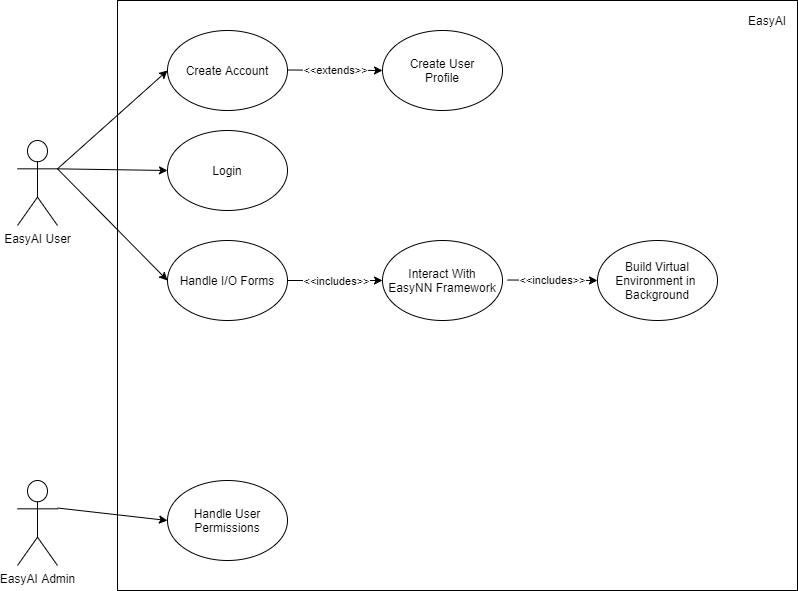 EasyAI
Create Account
<<extends>>
Create User
Profile
Login
EasyAI User
Handle I/O Forms
<<includes>>
Interact With
EasyNN Framework
<<includes>>
Build Virtual
Environment in
Background
Handle User
Permissions
EasyAI Admin